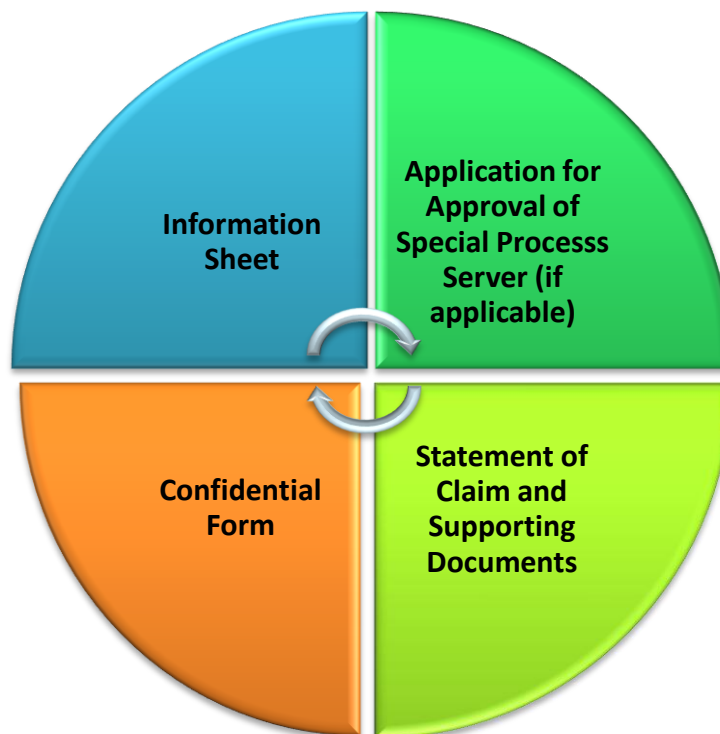 Information
Sheet
Application for
Approval of
Special Processs
Server (if
applicable)
Confidential
Form
Statement of
Claim and
Supporting
Documents